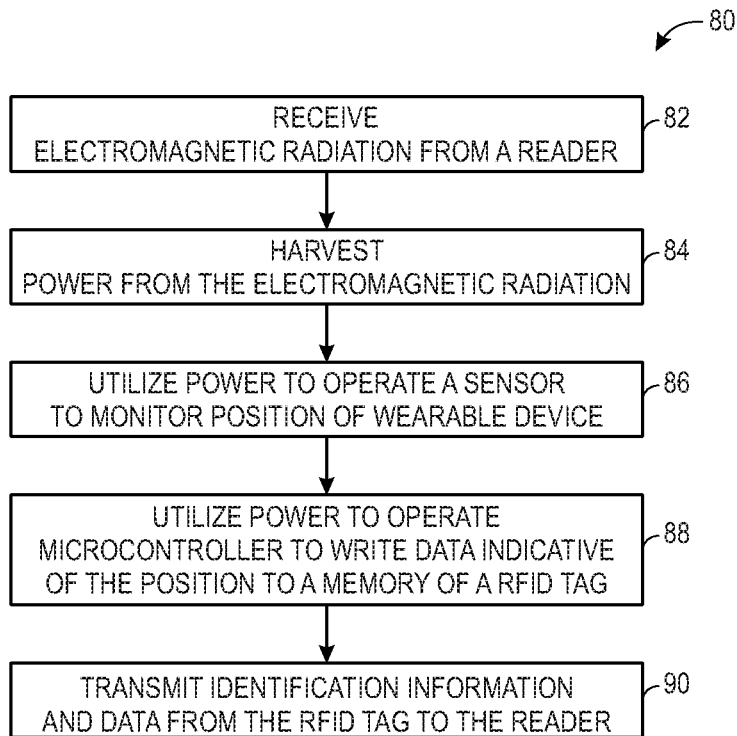 80
RECEIVE
ELECTROMAGNETIC RADIATION FROM A READER
82
HARVEST
POWER FROM THE ELECTROMAGNETIC RADIATION
84
UTILIZE POWER TO OPERATE A SENSOR
TO MONITOR POSITION OF WEARABLE DEVICE
86
UTILIZE POWER TO OPERATE
MICROCONTROLLER TO WRITE DATA INDICATIVE
OF THE POSITION TO A MEMORY OF A RFID TAG
88
TRANSMIT IDENTIFICATION INFORMATION
AND DATA FROM THE RFID TAG TO THE READER
90